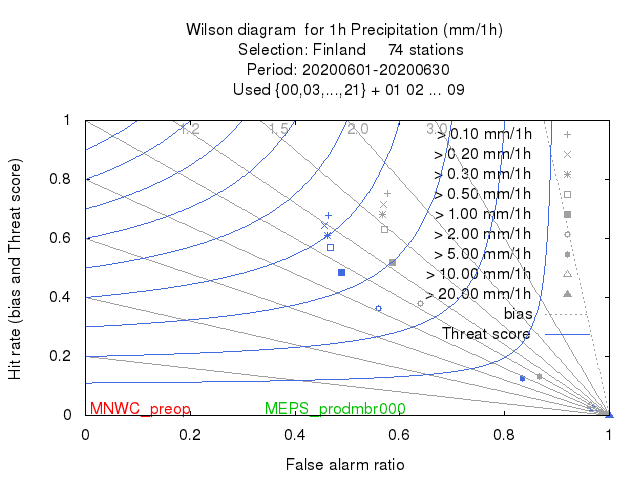 Wilson diagram  for 1h Precipitation (mm/1h)
Selection: Finland     74 stations
Period: 20200601-20200630
Used {00,03,...,21} + 01 02 ... 09
1.2 1.5 2.0 3.0
> 0.10 mm/1h
> 0.20 mm/1h
> 0.30 mm/1h
> 0.50 mm/1h
> 1.00 mm/1h
> 2.00 mm/1h
> 5.00 mm/1h
> 10.00 mm/1h
> 20.00 mm/1h
bias
Threat score
Hit rate (bias and Threat score)
1
0.8
0.6
0.4
0.2
0
MNWC_preop MEPS_prodmbr000
0 0.2 0.4 0.6 0.8 1
False alarm ratio